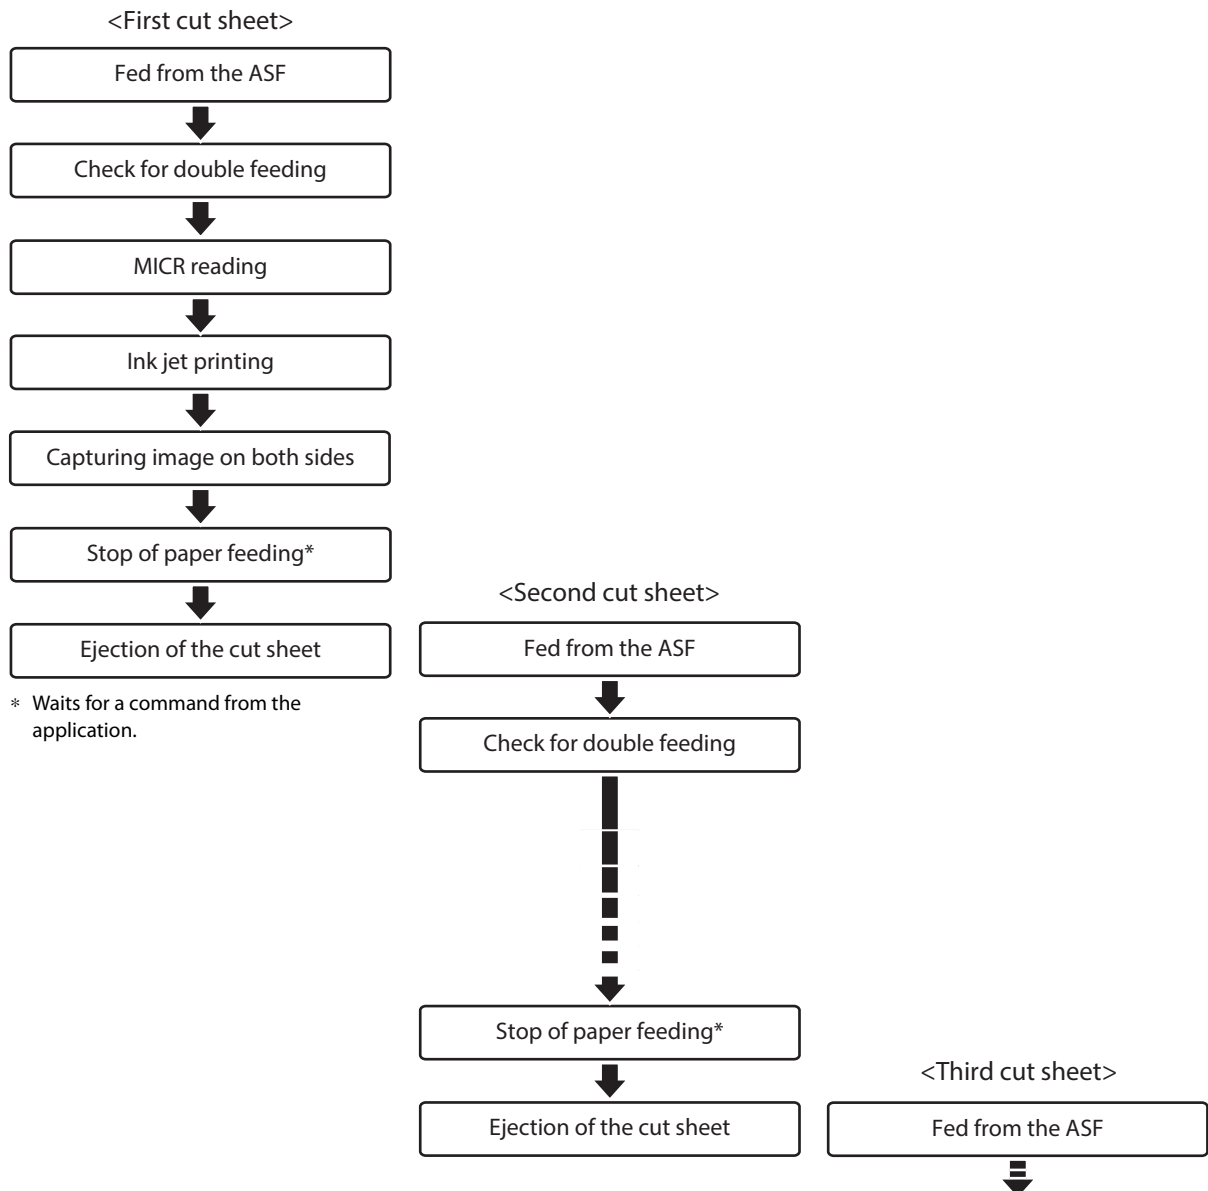 <First cut sheet>
Fed from the ASF
Check for double feeding
MICR reading
Ink jet printing
Capturing image on both sides
Stop of paper feeding*
Ejection of the cut sheet
* Waits for a command from the
application.
<Second cut sheet>
Fed from the ASF
Check for double feeding
Stop of paper feeding*
Ejection of the cut sheet
<Third cut sheet>
Fed from the ASF